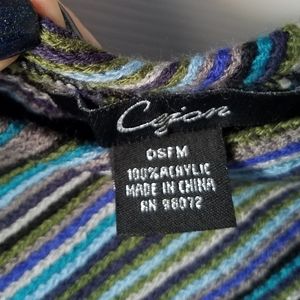 Cejon
OSFM
100% ACRYLIC
MADE IN CHINA
RN 98072